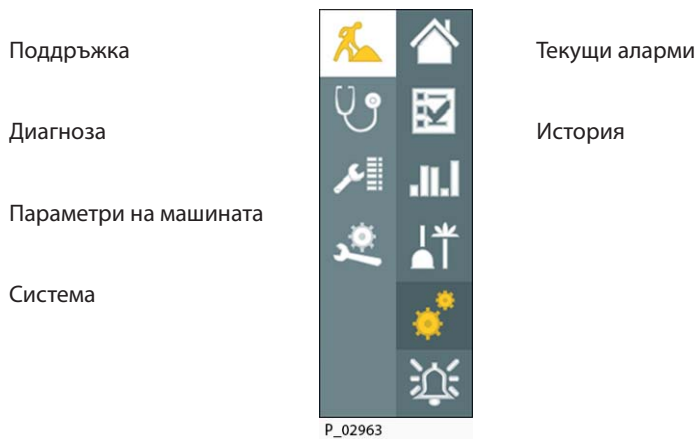 Поддръжка
Диагноза
Параметри на машината
Система
Текущи аларми
История
P_02963